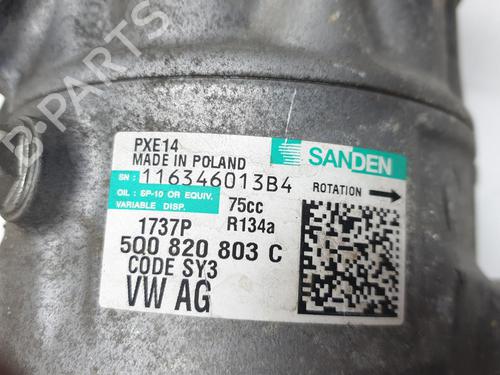 PXE14
MADE IN POLAND
SANDEN
SN: 116346013B4
ROTATION
OIL: SP-10 OR EQUIV.
VARIABLE DISP.
75cc
1737P
R134a
5Q0 820 803 C
CODE SY3
VW AG
B-PARTS